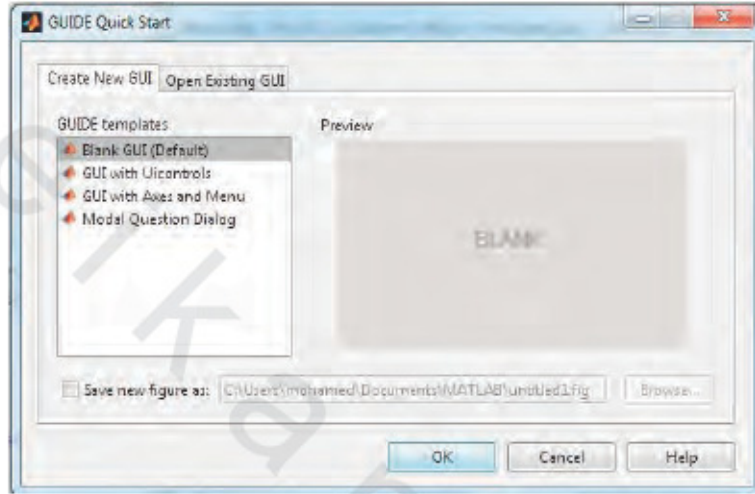 GUIDE Quick Start
Create New GUI Open Existing GUI
GUIDE templates
Preview
Blank GUI (Default)
GUI with Uicontrols
GUI with Axes and Menu
Modal Question Dialog
BLANK
Save new figure as: C:\Users\mohamed\Documents\MATLAB\untitled1.fig Browse...
OK Cancel Help